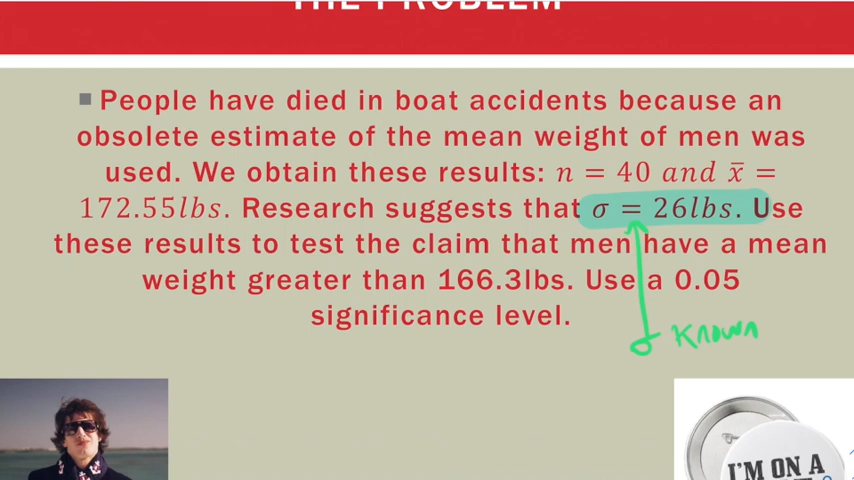 THE PROBLEM
People have died in boat accidents because an
obsolete estimate of the mean weight of men was
used. We obtain these results: n = 40 and x̄ =
172.55lbs. Research suggests that σ = 26lbs. Use
these results to test the claim that men have a mean
weight greater than 166.3lbs. Use a 0.05
significance level.
σ KNOWN
I'M ON A